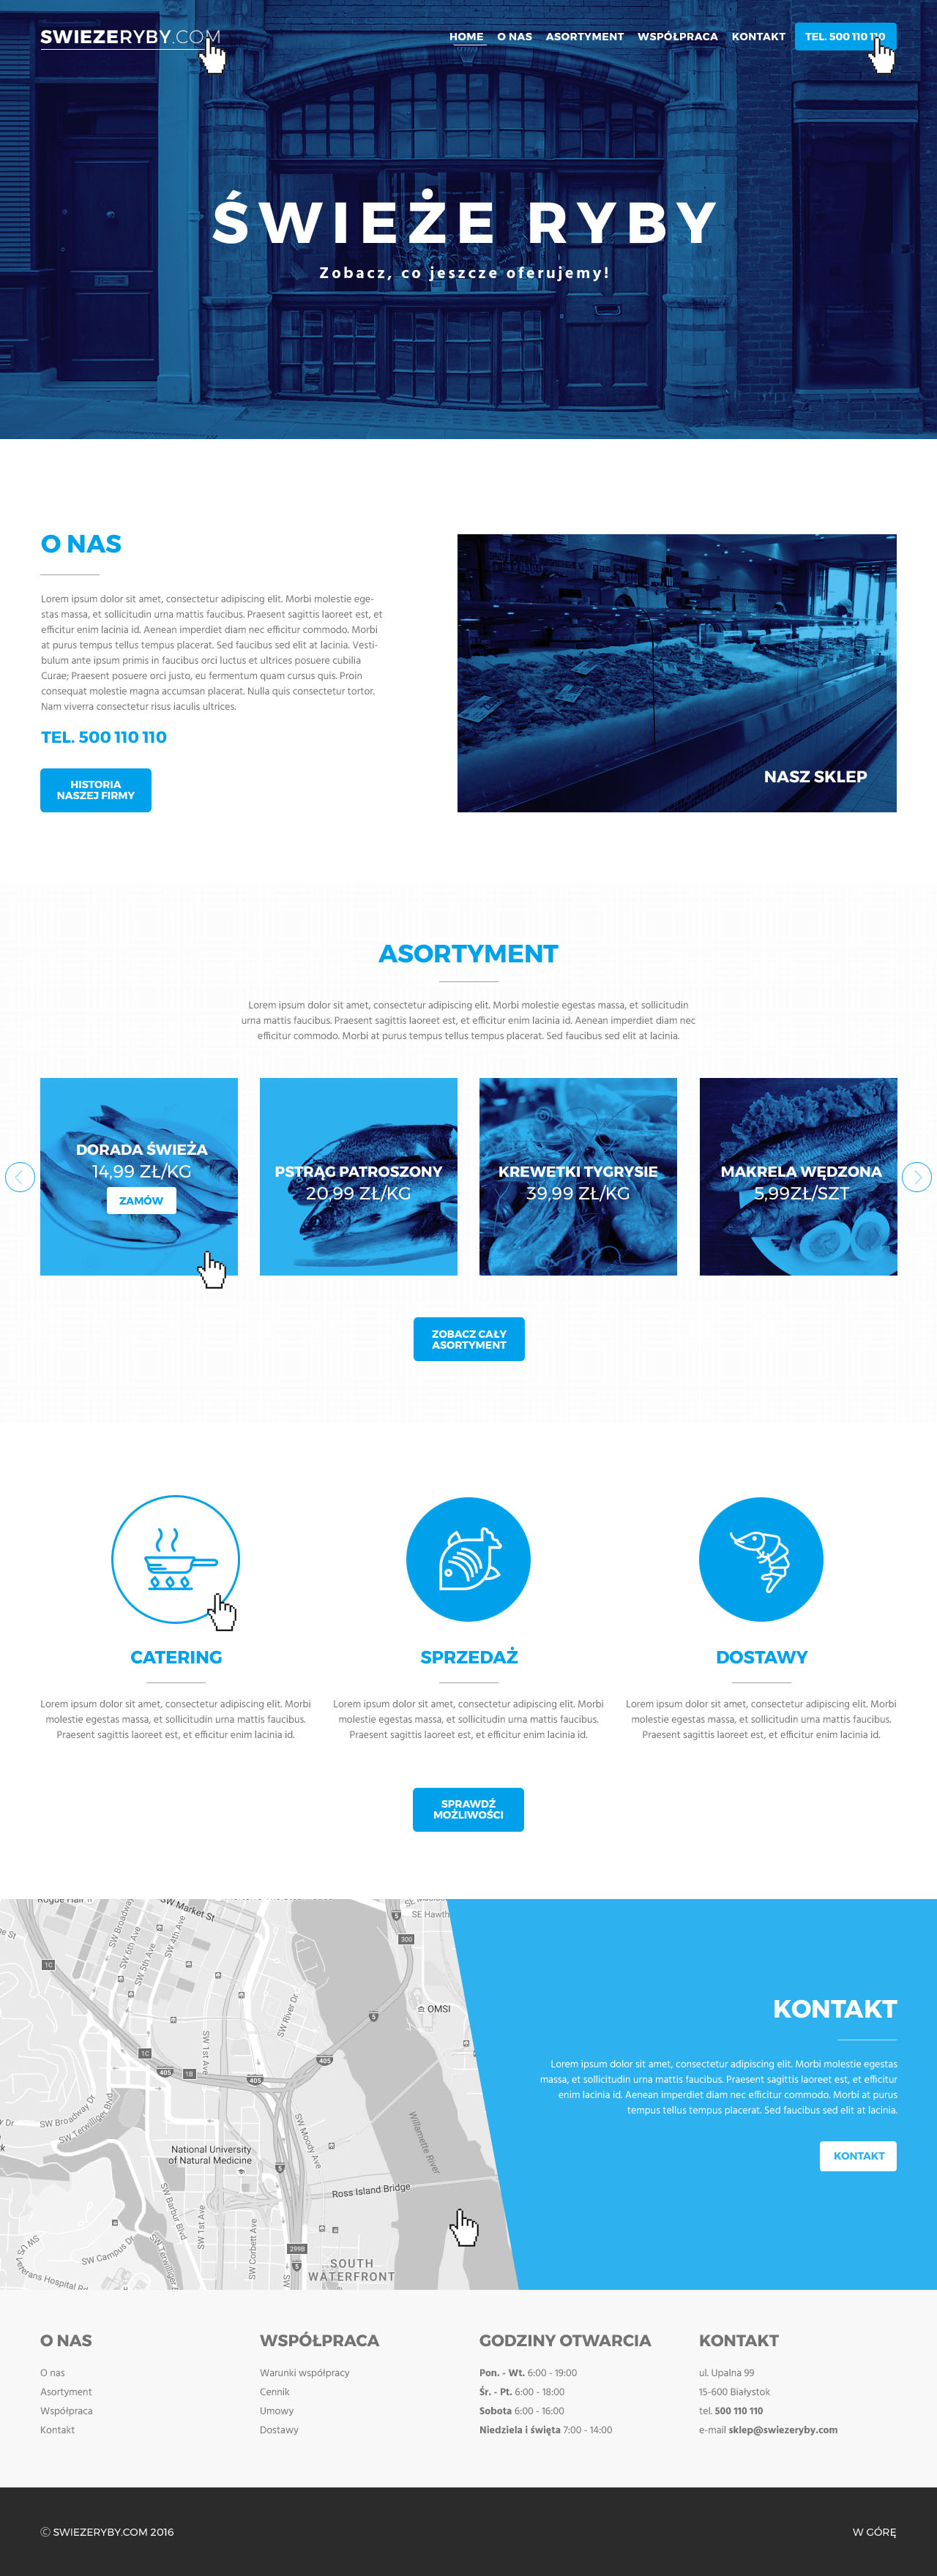 SWIEZERYBY.COM
HOME O NAS ASORTYMENT WSPÓŁPRACA KONTAKT TEL. 500 110 110
ŚWIEŻE RYBY
Zobacz, co jeszcze oferujemy!
O NAS
Lorem ipsum dolor sit amet, consectetur adipiscing elit. Morbi molestie ege-
stas massa, et sollicitudin urna mattis faucibus. Praesent sagittis laoreet est, et
efficitur enim lacinia id. Aenean imperdiet diam nec efficitur commodo. Morbi
at purus tempus tellus tempus placerat. Sed faucibus sed elit at lacinia. Vesti-
bulum ante ipsum primis in faucibus orci luctus et ultrices posuere cubilia
Curae; Praesent posuere orci justo, eu fermentum quam cursus quis. Proin
consequat molestie magna accumsan placerat. Nulla quis consectetur tortor.
Nam viverra consectetur risus iaculis ultrices.
TEL. 500 110 110
HISTORIA
NASZEJ FIRMY
NASZ SKLEP
ASORTYMENT
Lorem ipsum dolor sit amet, consectetur adipiscing elit. Morbi molestie egestas massa, et sollicitudin
urna mattis faucibus. Praesent sagittis laoreet est, et efficitur enim lacinia id. Aenean imperdiet diam nec
efficitur commodo. Morbi at purus tempus tellus tempus placerat. Sed faucibus sed elit at lacinia.
DORADA ŚWIEŻA
14,99 ZŁ/KG
ZAMÓW
PSTRĄG PATROSZONY
20,99 ZŁ/KG
KREWETKI TYGRYSIE
39,99 ZŁ/KG
MAKRELA WĘDZONA
5,99ZŁ/SZT
ZOBACZ CAŁY
ASORTYMENT
CATERING
Lorem ipsum dolor sit amet, consectetur adipiscing elit. Morbi
molestie egestas massa, et sollicitudin urna mattis faucibus.
Praesent sagittis laoreet est, et efficitur enim lacinia id.
SPRZEDAŻ
Lorem ipsum dolor sit amet, consectetur adipiscing elit. Morbi
molestie egestas massa, et sollicitudin urna mattis faucibus.
Praesent sagittis laoreet est, et efficitur enim lacinia id.
DOSTAWY
Lorem ipsum dolor sit amet, consectetur adipiscing elit. Morbi
molestie egestas massa, et sollicitudin urna mattis faucibus.
Praesent sagittis laoreet est, et efficitur enim lacinia id.
SPRAWDŹ
MOŻLIWOŚCI
SW Market St
SE Hawth
SW Broadway
SW 6th Ave
SW 5th Ave
SW 4th Ave
5
300
1C
OMSI
SW River Dr
5
SW 1st Ave
1C
405
1B
405
405
SW Broadway Dr
SW Terwilliger Blvd
SW Moody Ave
Willamette River
National University
of Natural Medicine
5
Ross Island Bridge
SW Barbur Blvd
SW 1st Ave
SW Corbett Ave
SW Campus Dr
299B
5
SOUTH
WATERFRONT
KONTAKT
Lorem ipsum dolor sit amet, consectetur adipiscing elit. Morbi molestie egestas
massa, et sollicitudin urna mattis faucibus. Praesent sagittis laoreet est, et efficitur
enim lacinia id. Aenean imperdiet diam nec efficitur commodo. Morbi at purus
tempus tellus tempus placerat. Sed faucibus sed elit at lacinia.
KONTAKT
O NAS
O nas
Asortyment
Współpraca
Kontakt
WSPÓŁPRACA
Warunki współpracy
Cennik
Umowy
Dostawy
GODZINY OTWARCIA
Pon. - Wt. 6:00 - 19:00
Śr. - Pt. 6:00 - 18:00
Sobota 6:00 - 16:00
Niedziela i święta 7:00 - 14:00
KONTAKT
ul. Upalna 99
15-600 Białystok
tel. 500 110 110
e-mail sklep@swiezeryby.com
© SWIEZERYBY.COM 2016
W GÓRĘ